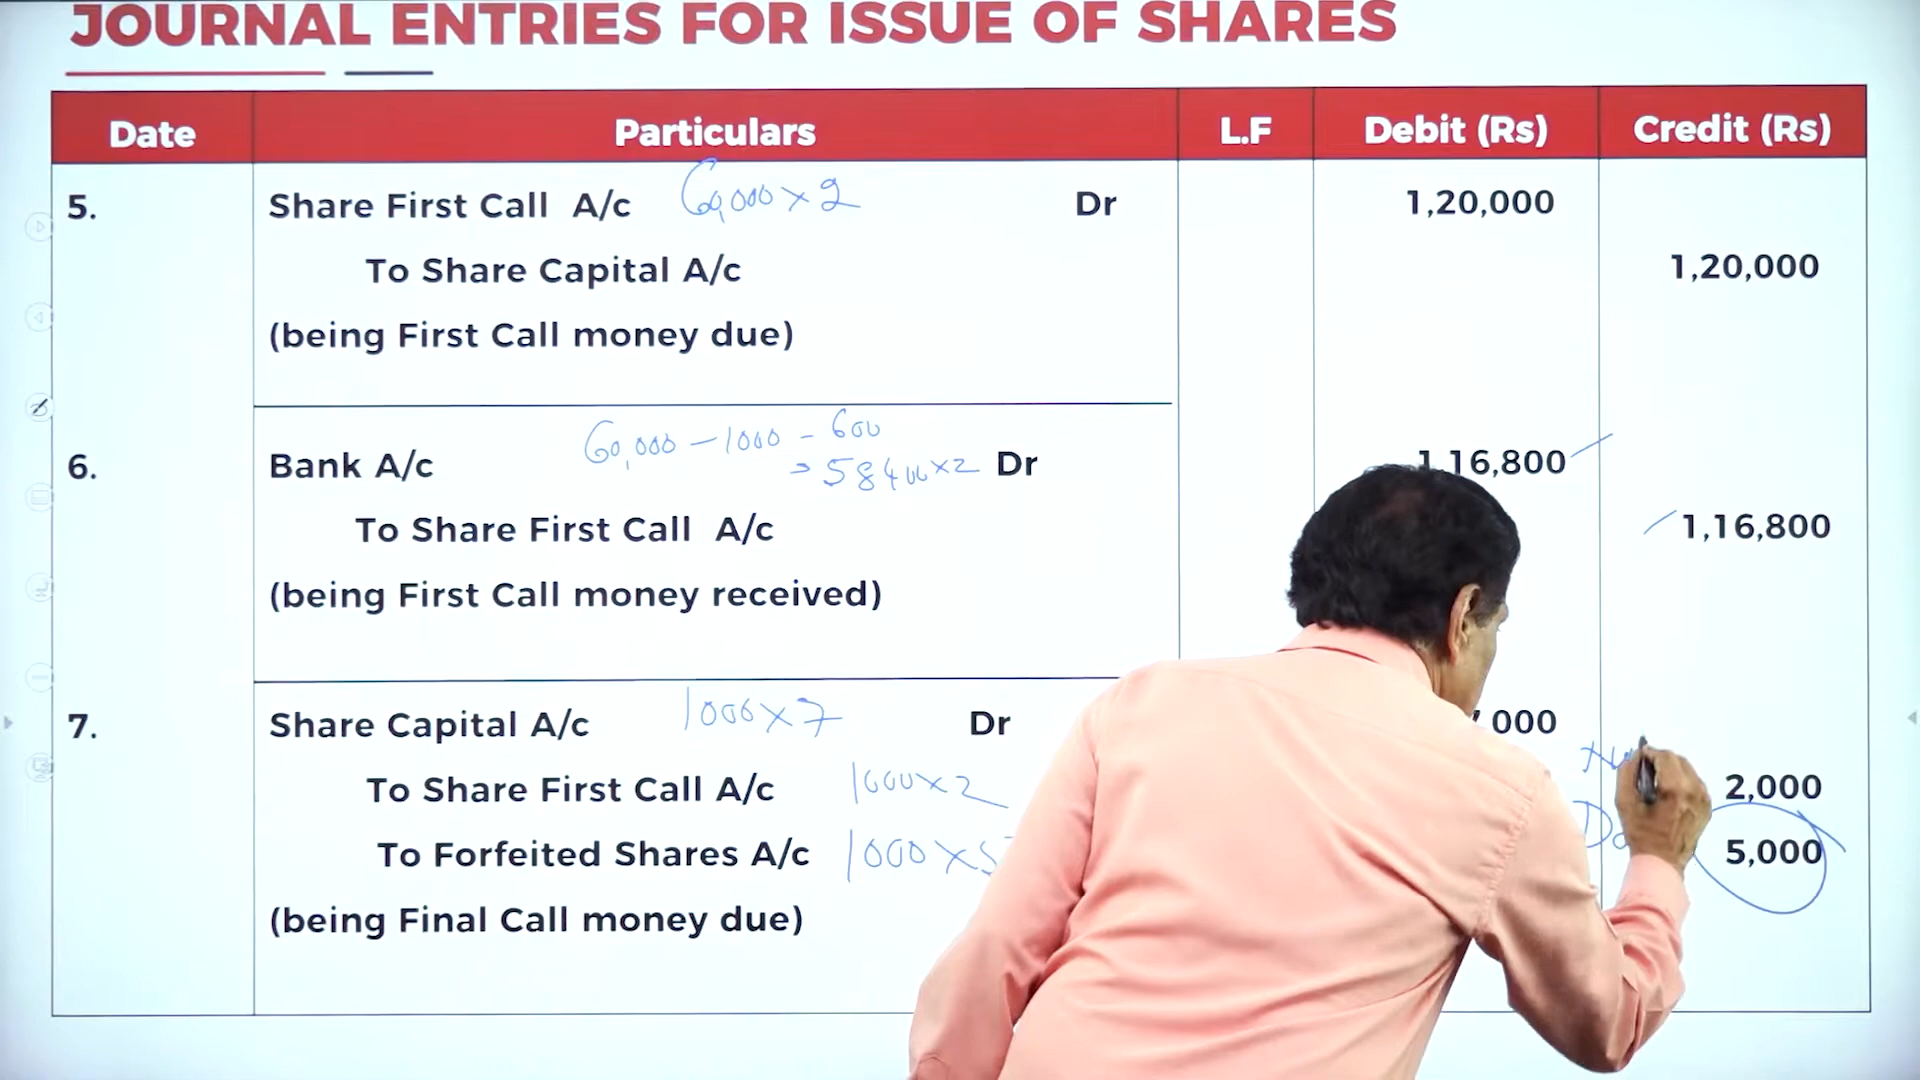 JOURNAL ENTRIES FOR ISSUE OF SHARES
Date Particulars L.F Debit (Rs) Credit (Rs)
5. Share First Call A/c 60,000 × 2 Dr 1,20,000
To Share Capital A/c 1,20,000
(being First Call money due)
60,000 - 1000 - 600
6. Bank A/c = 58400 × 2 Dr 1,16,800
To Share First Call A/c 1,16,800
(being First Call money received)
7. Share Capital A/c 1000 × 7 Dr 000
To Share First Call A/c 1000 × 2 2,000
To Forfeited Shares A/c 1000 × 5 5,000
(being Final Call money due)